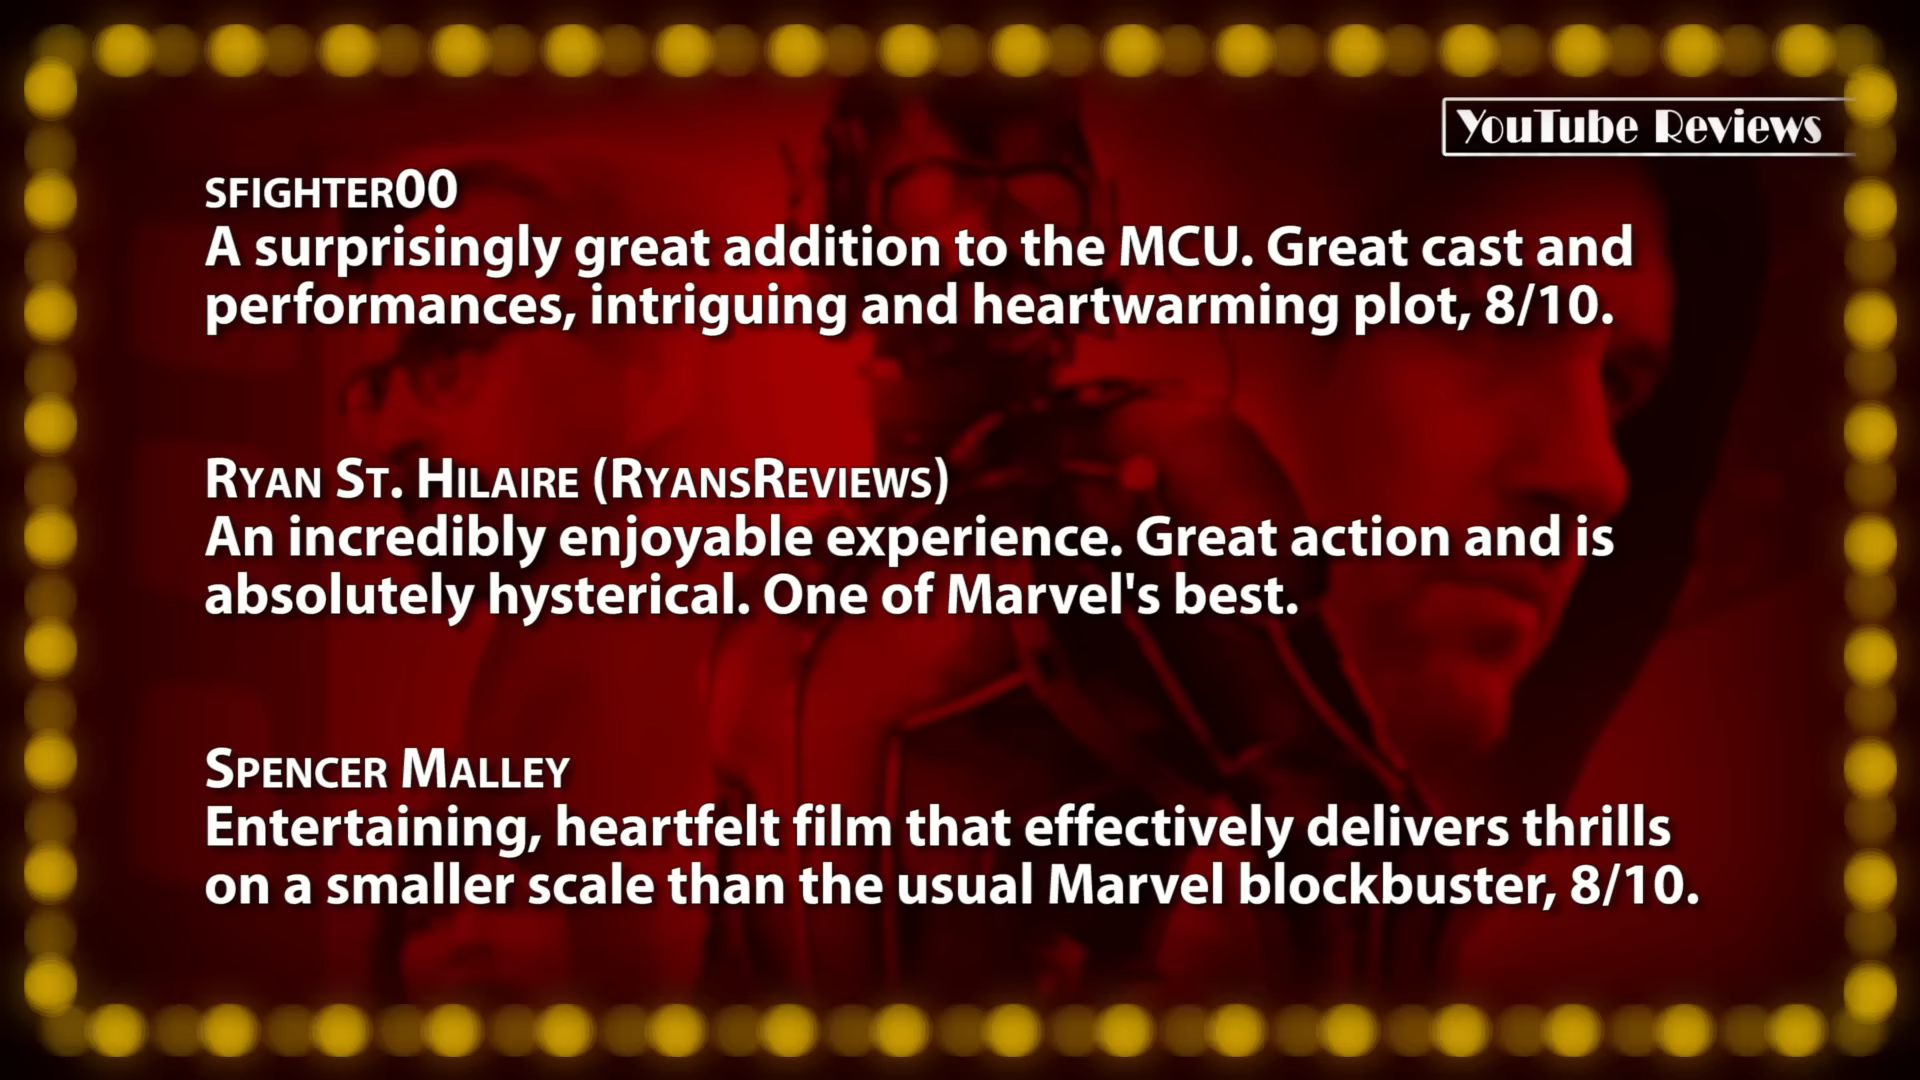 YouTube Reviews
SFIGHTER00
A surprisingly great addition to the MCU. Great cast and
performances, intriguing and heartwarming plot, 8/10.
RYAN ST. HILAIRE (RYANSREVIEWS)
An incredibly enjoyable experience. Great action and is
absolutely hysterical. One of Marvel's best.
SPENCER MALLEY
Entertaining, heartfelt film that effectively delivers thrills
on a smaller scale than the usual Marvel blockbuster, 8/10.